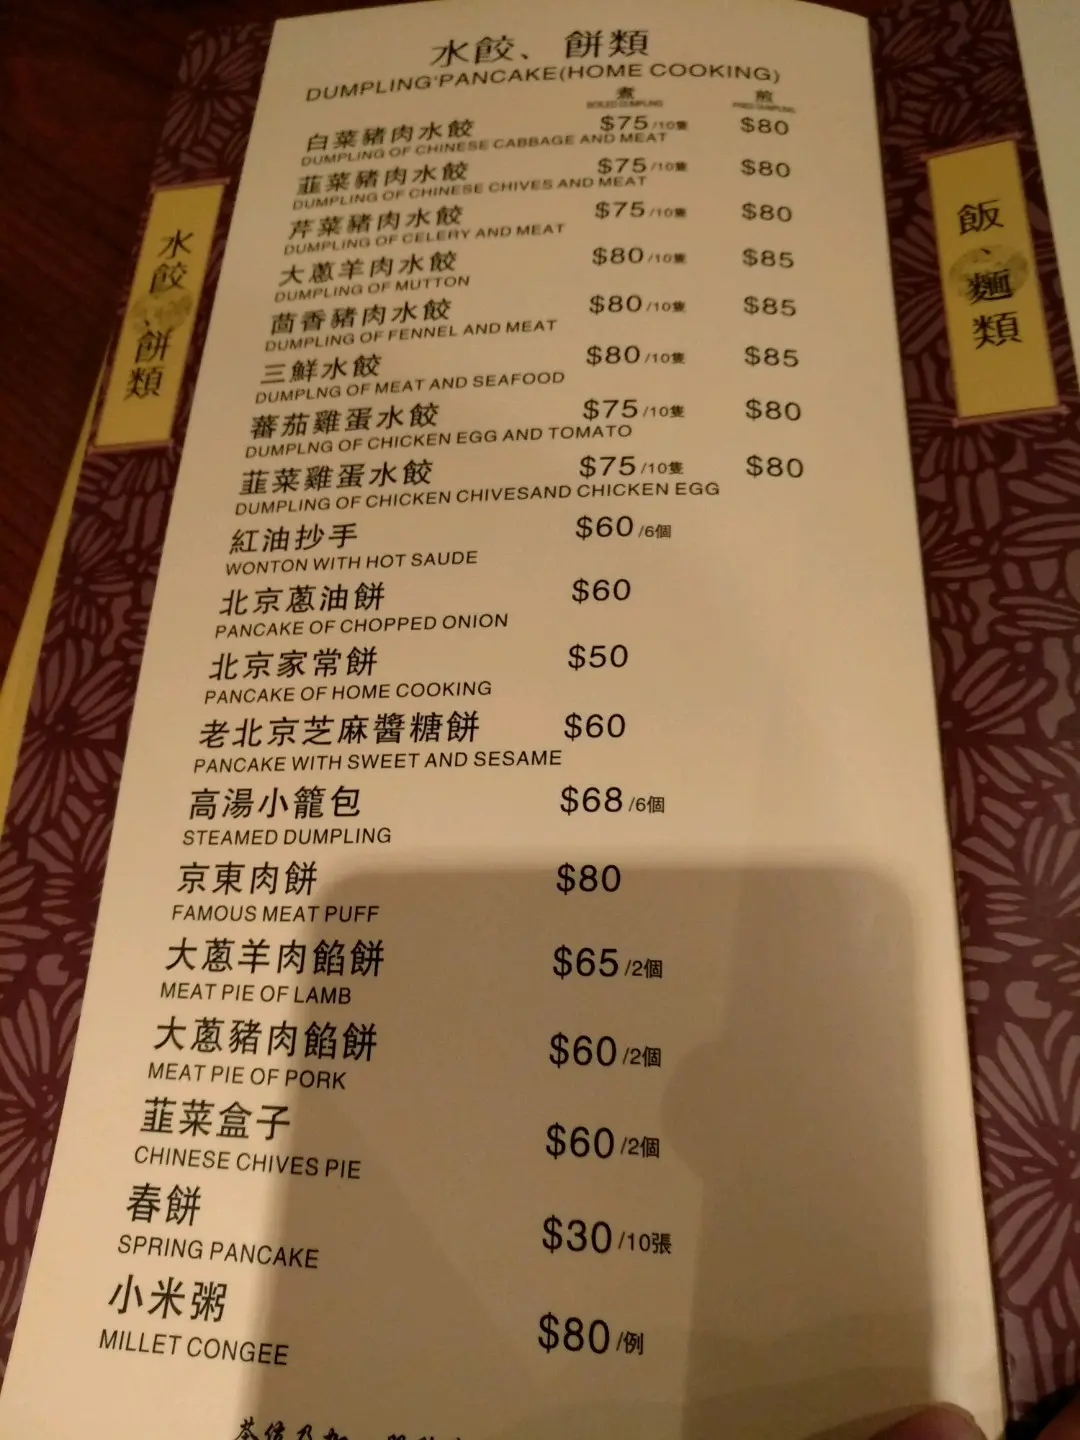 水餃、餅類
DUMPLING'PANCAKE(HOME COOKING)
煮 煎
BOILED DUMPLING FRIED DUMPLING
白菜豬肉水餃 $75/10隻 $80
DUMPLING OF CHINESE CABBAGE AND MEAT
韮菜豬肉水餃 $75/10隻 $80
DUMPLING OF CHINESE CHIVES AND MEAT
芹菜豬肉水餃 $75/10隻 $80
DUMPLING OF CELERY AND MEAT
大蔥羊肉水餃 $80/10隻 $85
DUMPLING OF MUTTON
茴香豬肉水餃 $80/10隻 $85
DUMPLING OF FENNEL AND MEAT
三鮮水餃 $80/10隻 $85
DUMPLNG OF MEAT AND SEAFOOD
蕃茄雞蛋水餃 $75/10隻 $80
DUMPLNG OF CHICKEN EGG AND TOMATO
韮菜雞蛋水餃 $75/10隻 $80
DUMPLING OF CHICKEN CHIVESAND CHICKEN EGG
紅油抄手 $60/6個
WONTON WITH HOT SAUDE
北京蔥油餅 $60
PANCAKE OF CHOPPED ONION
北京家常餅 $50
PANCAKE OF HOME COOKING
老北京芝麻醬糖餅 $60
PANCAKE WITH SWEET AND SESAME
高湯小籠包 $68/6個
STEAMED DUMPLING
京東肉餅 $80
FAMOUS MEAT PUFF
大蔥羊肉餡餅 $65/2個
MEAT PIE OF LAMB
大蔥豬肉餡餅 $60/2個
MEAT PIE OF PORK
韮菜盒子 $60/2個
CHINESE CHIVES PIE
春餅 $30/10張
SPRING PANCAKE
小米粥 $80/例
MILLET CONGEE
水餃、餅類
飯、麵類